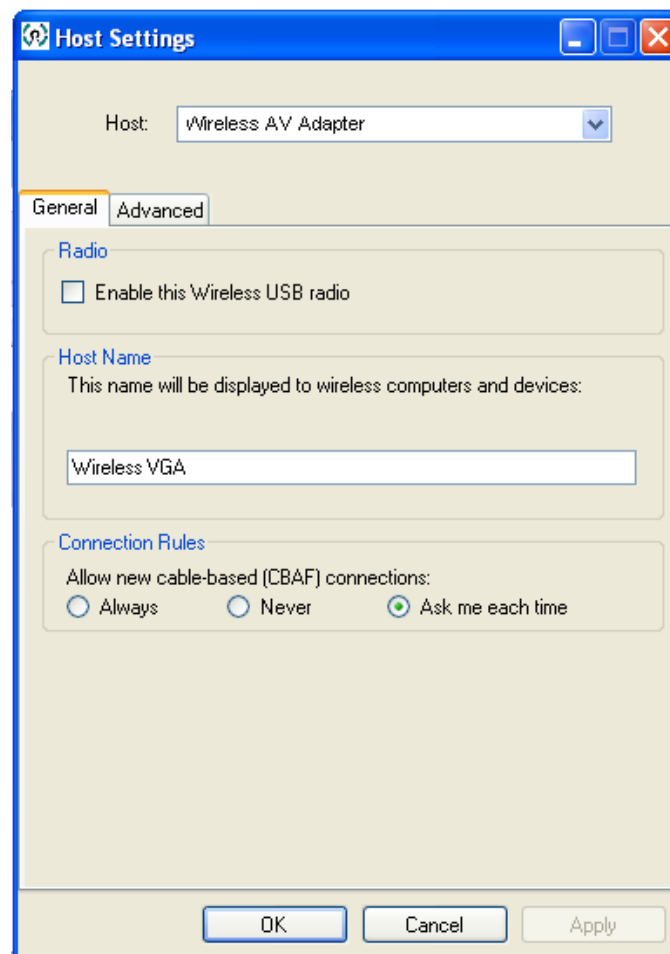 Host Settings
Host: Wireless AV Adapter
General Advanced
Radio
Enable this Wireless USB radio
Host Name
This name will be displayed to wireless computers and devices:
Wireless VGA
Connection Rules
Allow new cable-based (CBAF) connections:
Always Never Ask me each time
OK Cancel Apply